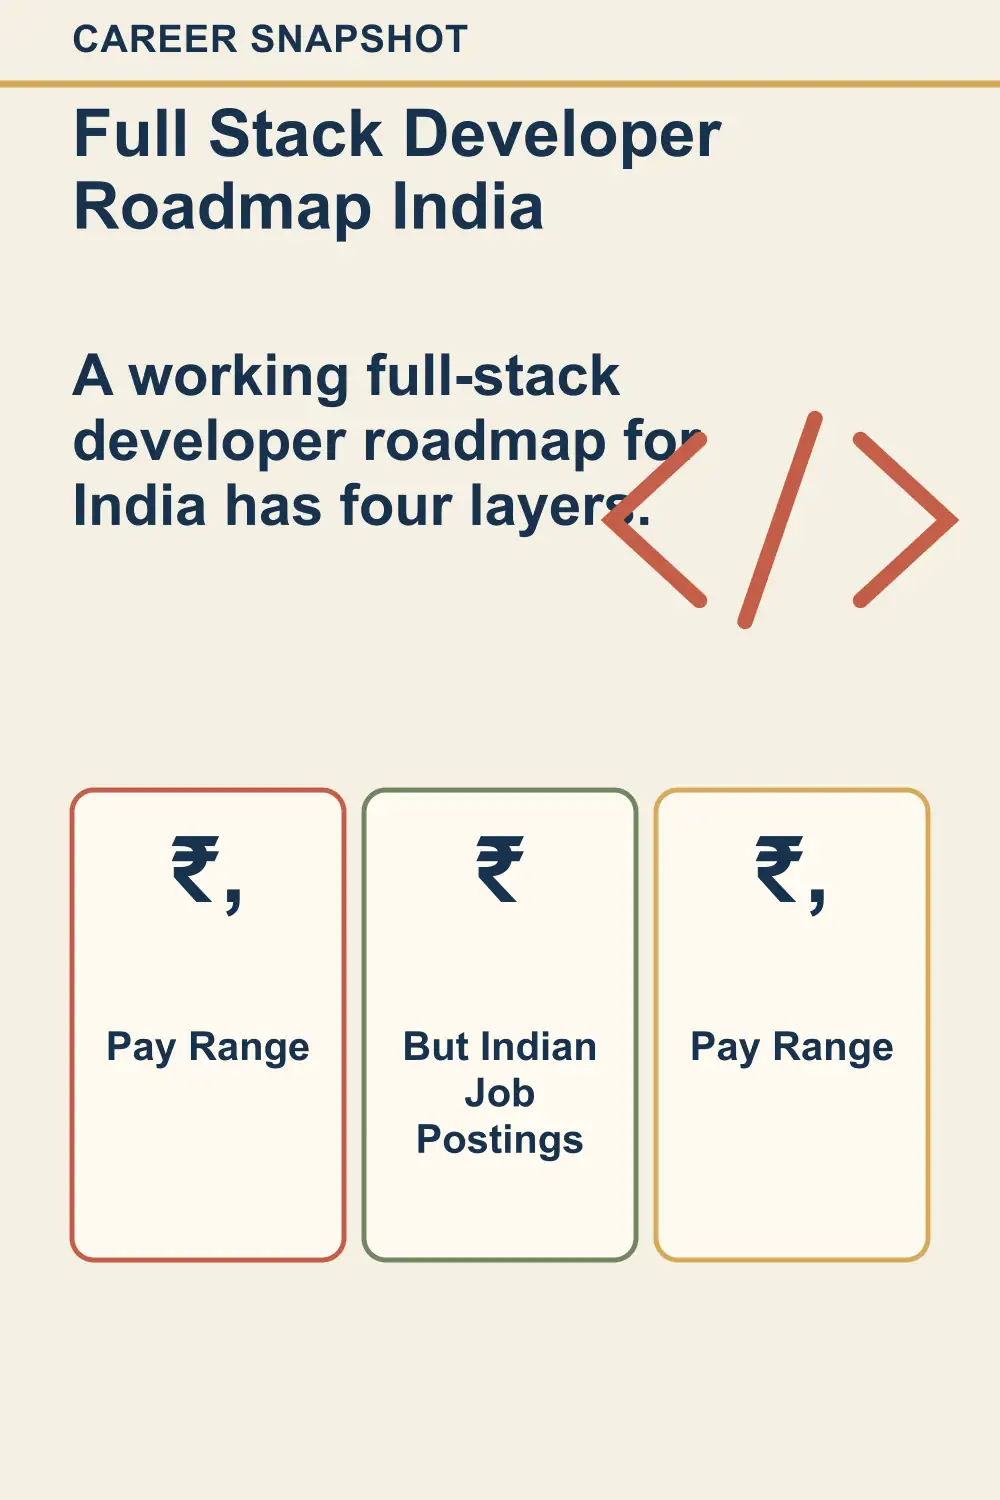 CAREER SNAPSHOT
Full Stack Developer
Roadmap India
A working full-stack
developer roadmap for
India has four layers.
₹,
Pay Range
₹
But Indian
Job
Postings
₹,
Pay Range